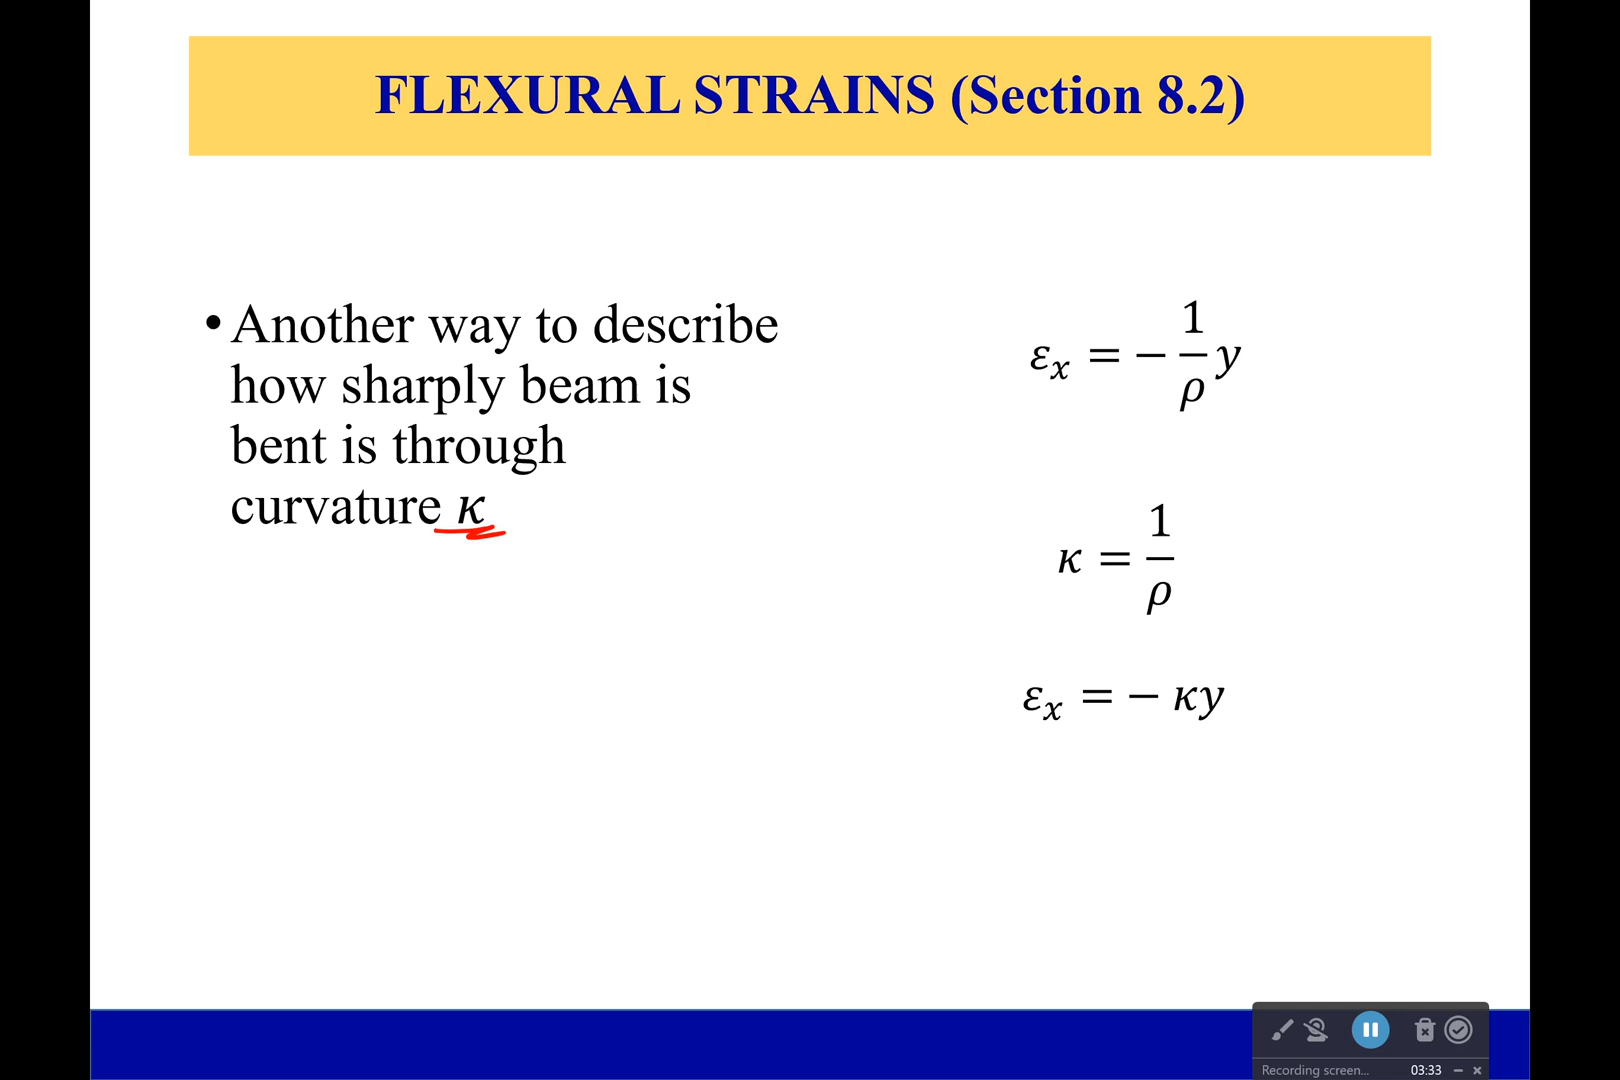 FLEXURAL STRAINS (Section 8.2)
• Another way to describe
how sharply beam is
bent is through
curvature κ
εₓ = − 1/ρ y
κ = 1/ρ
εₓ = − κy
Recording screen... 03:33